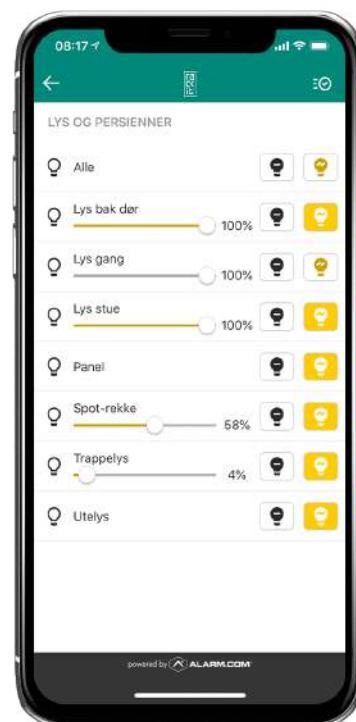 08:17
LYS OG PERSIENNER
Alle
Lys bak dør
100%
Lys gang
100%
Lys stue
100%
Panel
Spot-rekke
58%
Trappelys
4%
Utelys
powered by ALARM.COM